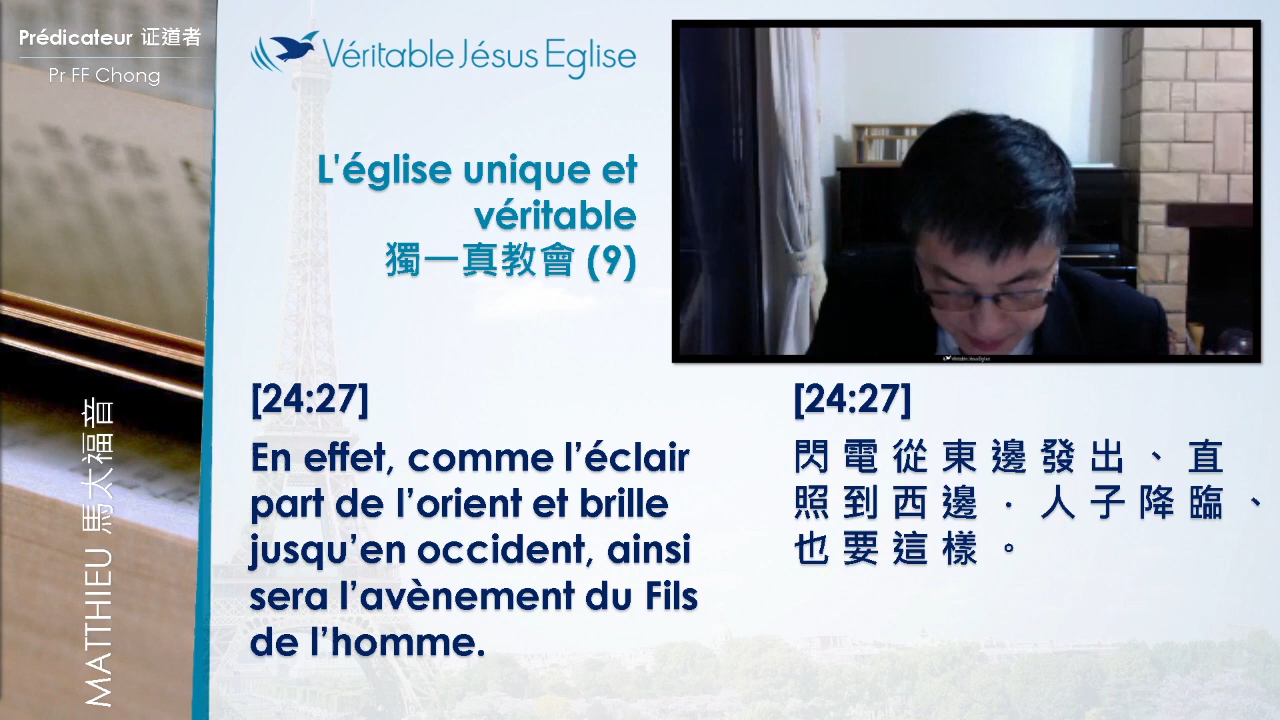 Prédicateur 证道者
Pr FF Chong
Véritable Jésus Eglise
L'église unique et
véritable
獨一真教會 (9)
[24:27]
En effet, comme l’éclair
part de l’orient et brille
jusqu’en occident, ainsi
sera l’avènement du Fils
de l’homme.
[24:27]
閃電從東邊發出、直
照到西邊．人子降臨、
也要這樣。
MATTHIEU 馬太福音